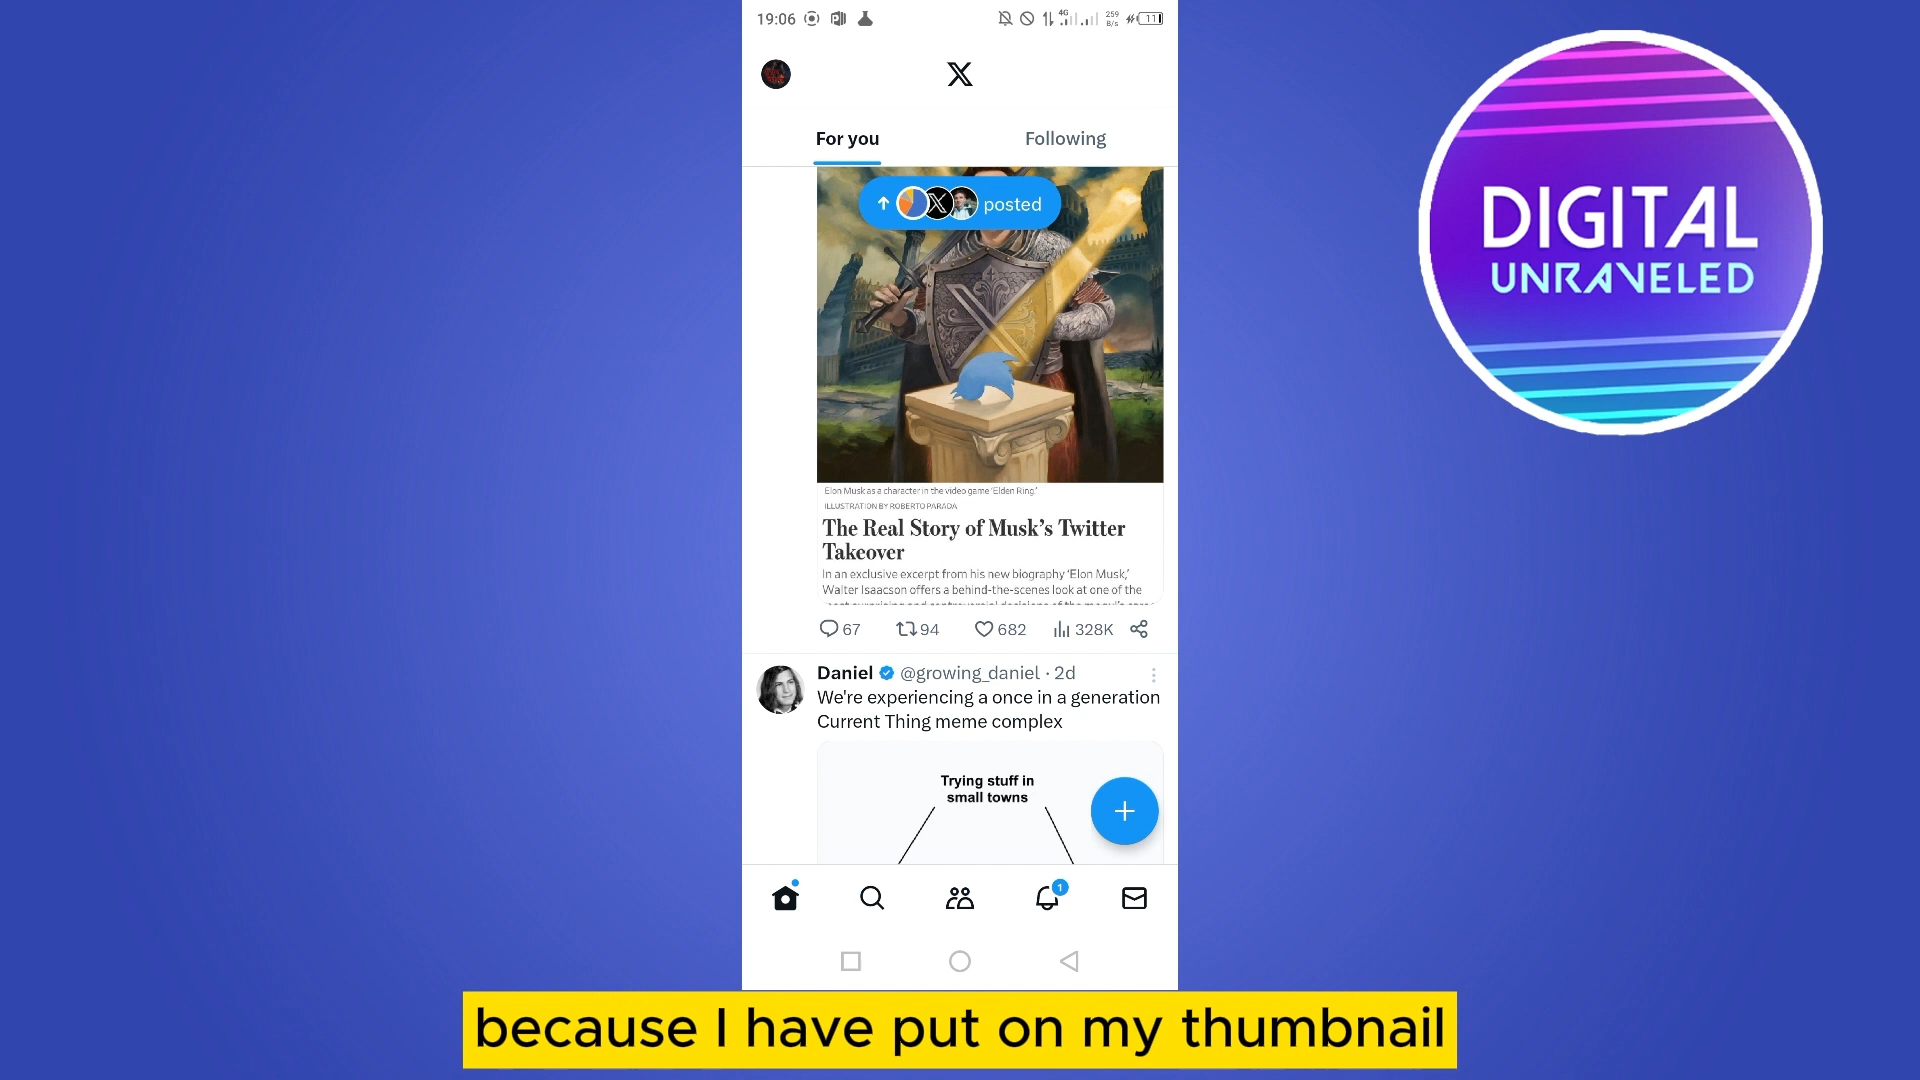 19:06
4G
259
B/s
11
X
For you
Following
posted
DIGITAL
UNRAVELED
Elon Musk as a character in the video game 'Elden Ring.'
ILLUSTRATION BY ROBERTO PARADA
The Real Story of Musk's Twitter
Takeover
In an exclusive excerpt from his new biography 'Elon Musk,'
Walter Isaacson offers a behind-the-scenes look at one of the
67
94
682
328K
Daniel @growing_daniel · 2d
We're experiencing a once in a generation
Current Thing meme complex
Trying stuff in
small towns
1
because I have put on my thumbnail